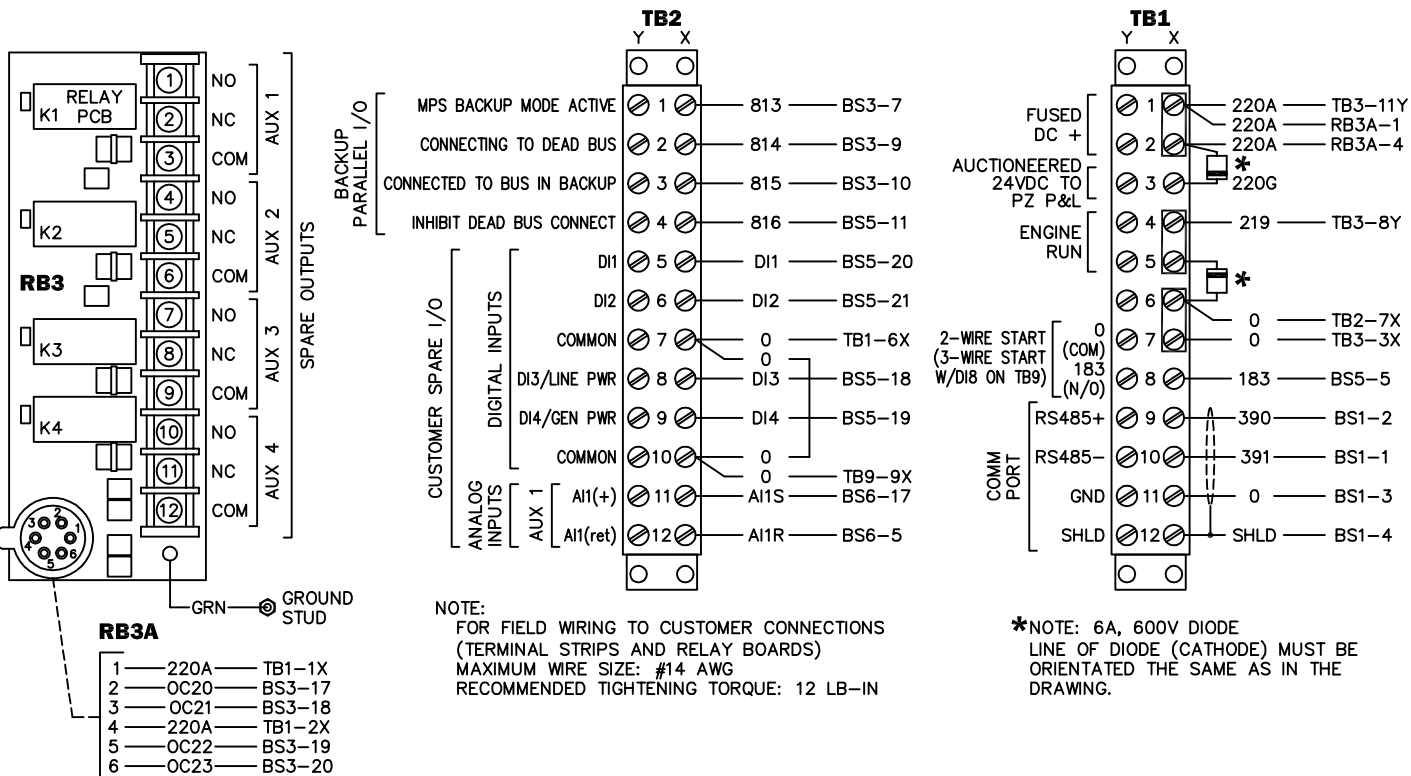 RELAY
PCB
K1
K2
RB3
K3
K4
1 NO
2 NC
3 COM
AUX 1
4 NO
5 NC
6 COM
AUX 2
7 NO
8 NC
9 COM
AUX 3
10 NO
11 NC
12 COM
AUX 4
SPARE OUTPUTS
1
2
3
4
5
6
GRN
GROUND
STUD
RB3A
1 220A TB1-1X
2 OC20 BS3-17
3 OC21 BS3-18
4 220A TB1-2X
5 OC22 BS3-19
6 OC23 BS3-20
TB2
Y X
BACKUP
PARALLEL I/O
MPS BACKUP MODE ACTIVE 1 813 BS3-7
CONNECTING TO DEAD BUS 2 814 BS3-9
CONNECTED TO BUS IN BACKUP 3 815 BS3-10
INHIBIT DEAD BUS CONNECT 4 816 BS5-11
CUSTOMER SPARE I/O
DIGITAL INPUTS
DI1 5 DI1 BS5-20
DI2 6 DI2 BS5-21
COMMON 7 0 TB1-6X
0
DI3/LINE PWR 8 DI3 BS5-18
DI4/GEN PWR 9 DI4 BS5-19
COMMON 10 0
0 TB9-9X
ANALOG
INPUTS
AUX 1
AI1(+) 11 AI1S BS6-17
AI1(ret) 12 AI1R BS6-5
NOTE:
FOR FIELD WIRING TO CUSTOMER CONNECTIONS
(TERMINAL STRIPS AND RELAY BOARDS)
MAXIMUM WIRE SIZE: #14 AWG
RECOMMENDED TIGHTENING TORQUE: 12 LB-IN
TB1
Y X
FUSED
DC +
1 220A TB3-11Y
220A RB3A-1
2 220A RB3A-4
*
AUCTIONEERED
24VDC TO
PZ P&L
3 220G
ENGINE
RUN
4 219 TB3-8Y
5
*
6
0 TB2-7X
2-WIRE START
(3-WIRE START
W/DI8 ON TB9)
0
(COM)
183
(N/O)
7 0 TB3-3X
8 183 BS5-5
COMM
PORT
RS485+ 9 390 BS1-2
RS485- 10 391 BS1-1
GND 11 0 BS1-3
SHLD 12 SHLD BS1-4
*NOTE: 6A, 600V DIODE
LINE OF DIODE (CATHODE) MUST BE
ORIENTATED THE SAME AS IN THE
DRAWING.